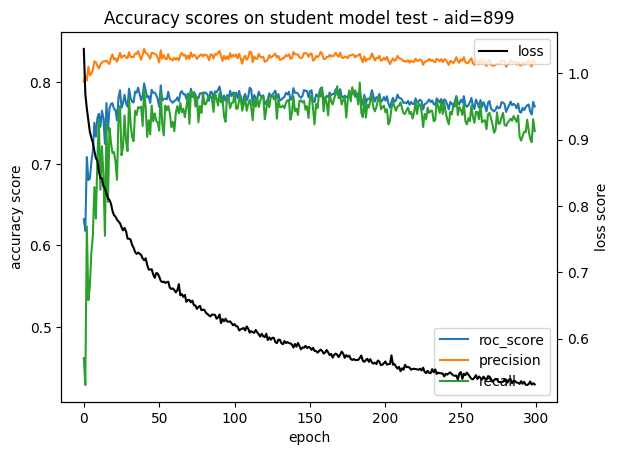 Accuracy scores on student model test - aid=899
loss
accuracy score
0.8
0.7
0.6
0.5
1.0
0.9
0.8
0.7
0.6
loss score
roc_score
precision
recall
0 50 100 150 200 250 300
epoch